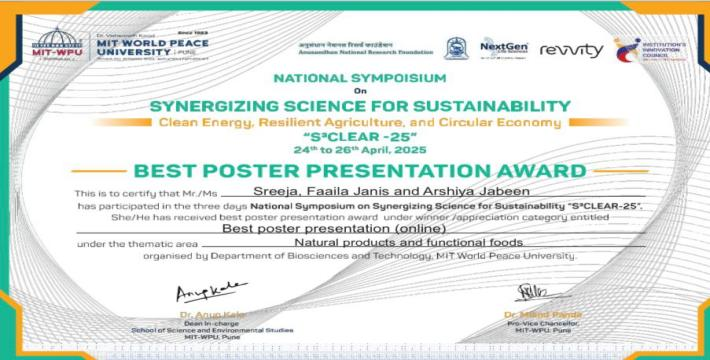 MIT-WPU
Dr. Vishwanath Karad
MIT WORLD PEACE
UNIVERSITY | PUNE
Since 1983
Anusandhan National Research Foundation
NextGen
revvity
INSTITUTION'S
INNOVATION
COUNCIL
NATIONAL SYMPOISIUM
On
SYNERGIZING SCIENCE FOR SUSTAINABILITY
Clean Energy, Resilient Agriculture, and Circular Economy
"S³CLEAR -25"
24th to 26th April, 2025
BEST POSTER PRESENTATION AWARD
This is to certify that Mr./Ms Sreeja, Faaila Janis and Arshiya Jabeen
has participated in the three days National Symposium on Synergizing Science for Sustainability "S³CLEAR-25".
She/He has received best poster presentation award under winner /appreciation category entitled
Best poster presentation (online)
under the thematic area Natural products and functional foods
organised by Department of Biosciences and Technology, MIT World Peace University.
Dr. Anup Kale
Dean In-charge
School of Science and Environmental Studies
MIT-WPU, Pune
Dr. Milind Pande
Pro-Vice Chancellor,
MIT-WPU, Pune